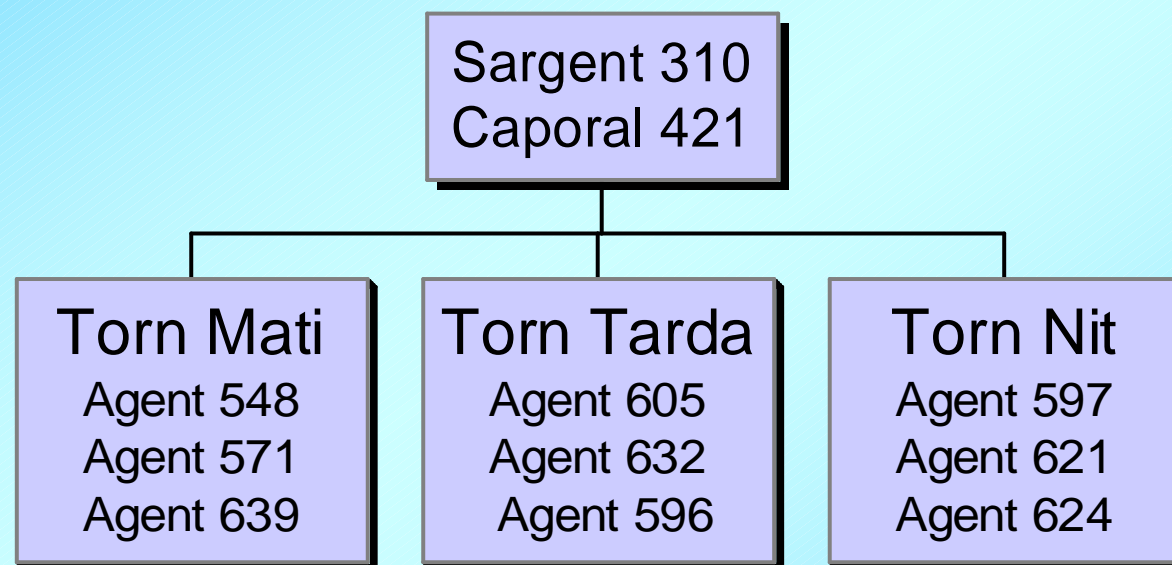 Sargent 310
Caporal 421
Torn Mati
Agent 548
Agent 571
Agent 639
Torn Tarda
Agent 605
Agent 632
Agent 596
Torn Nit
Agent 597
Agent 621
Agent 624